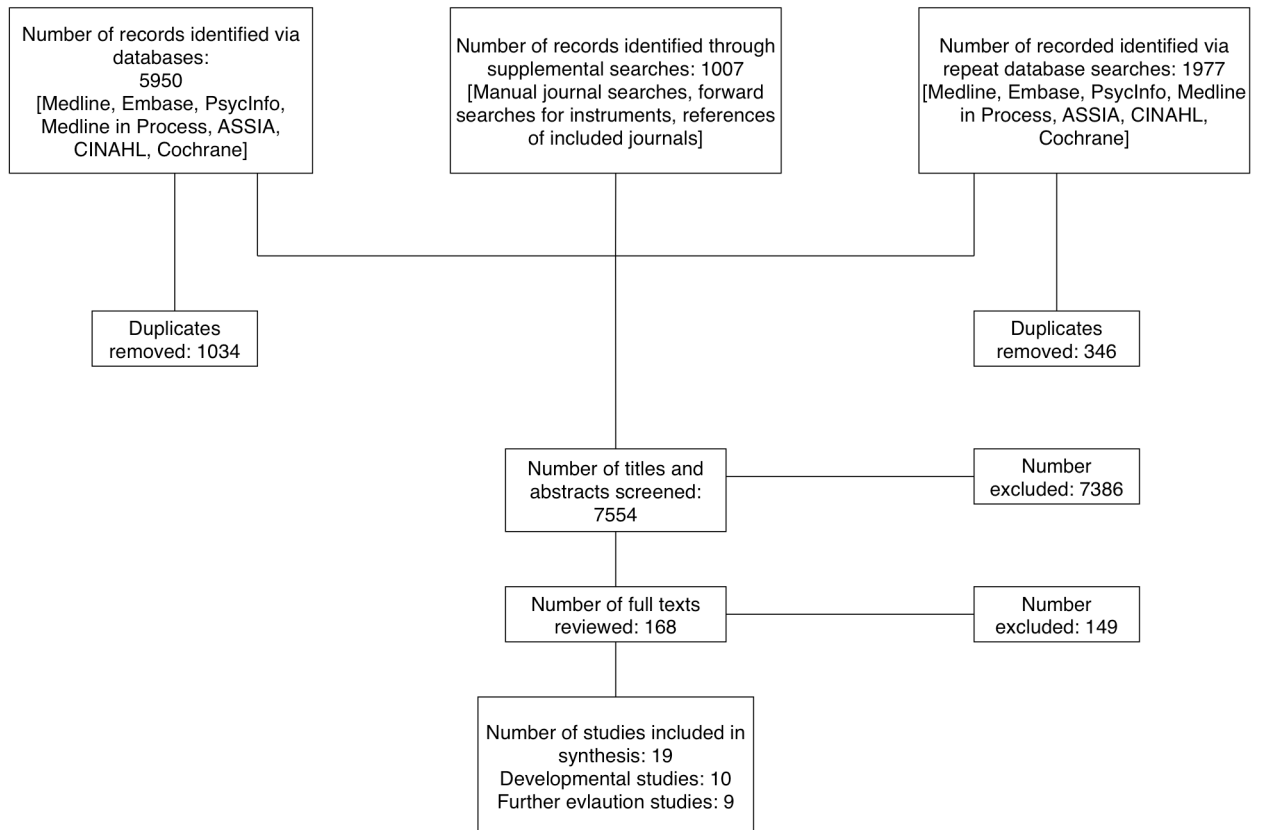 Number of records identified via
databases:
5950
[Medline, Embase, PsycInfo,
Medline in Process, ASSIA,
CINAHL, Cochrane]
Number of records identified through
supplemental searches: 1007
[Manual journal searches, forward
searches for instruments, references
of included journals]
Number of recorded identified via
repeat database searches: 1977
[Medline, Embase, PsycInfo, Medline
in Process, ASSIA, CINAHL,
Cochrane]
Duplicates
removed: 1034
Duplicates
removed: 346
Number of titles and
abstracts screened:
7554
Number
excluded: 7386
Number of full texts
reviewed: 168
Number
excluded: 149
Number of studies included in
synthesis: 19
Developmental studies: 10
Further evlaution studies: 9